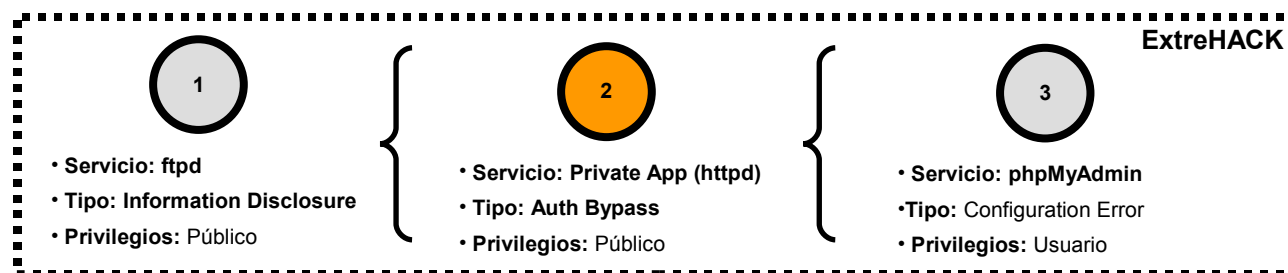 ExtreHACK
1
• Servicio: ftpd
• Tipo: Information Disclosure
• Privilegios: Público
2
• Servicio: Private App (httpd)
• Tipo: Auth Bypass
• Privilegios: Público
3
• Servicio: phpMyAdmin
•Tipo: Configuration Error
• Privilegios: Usuario